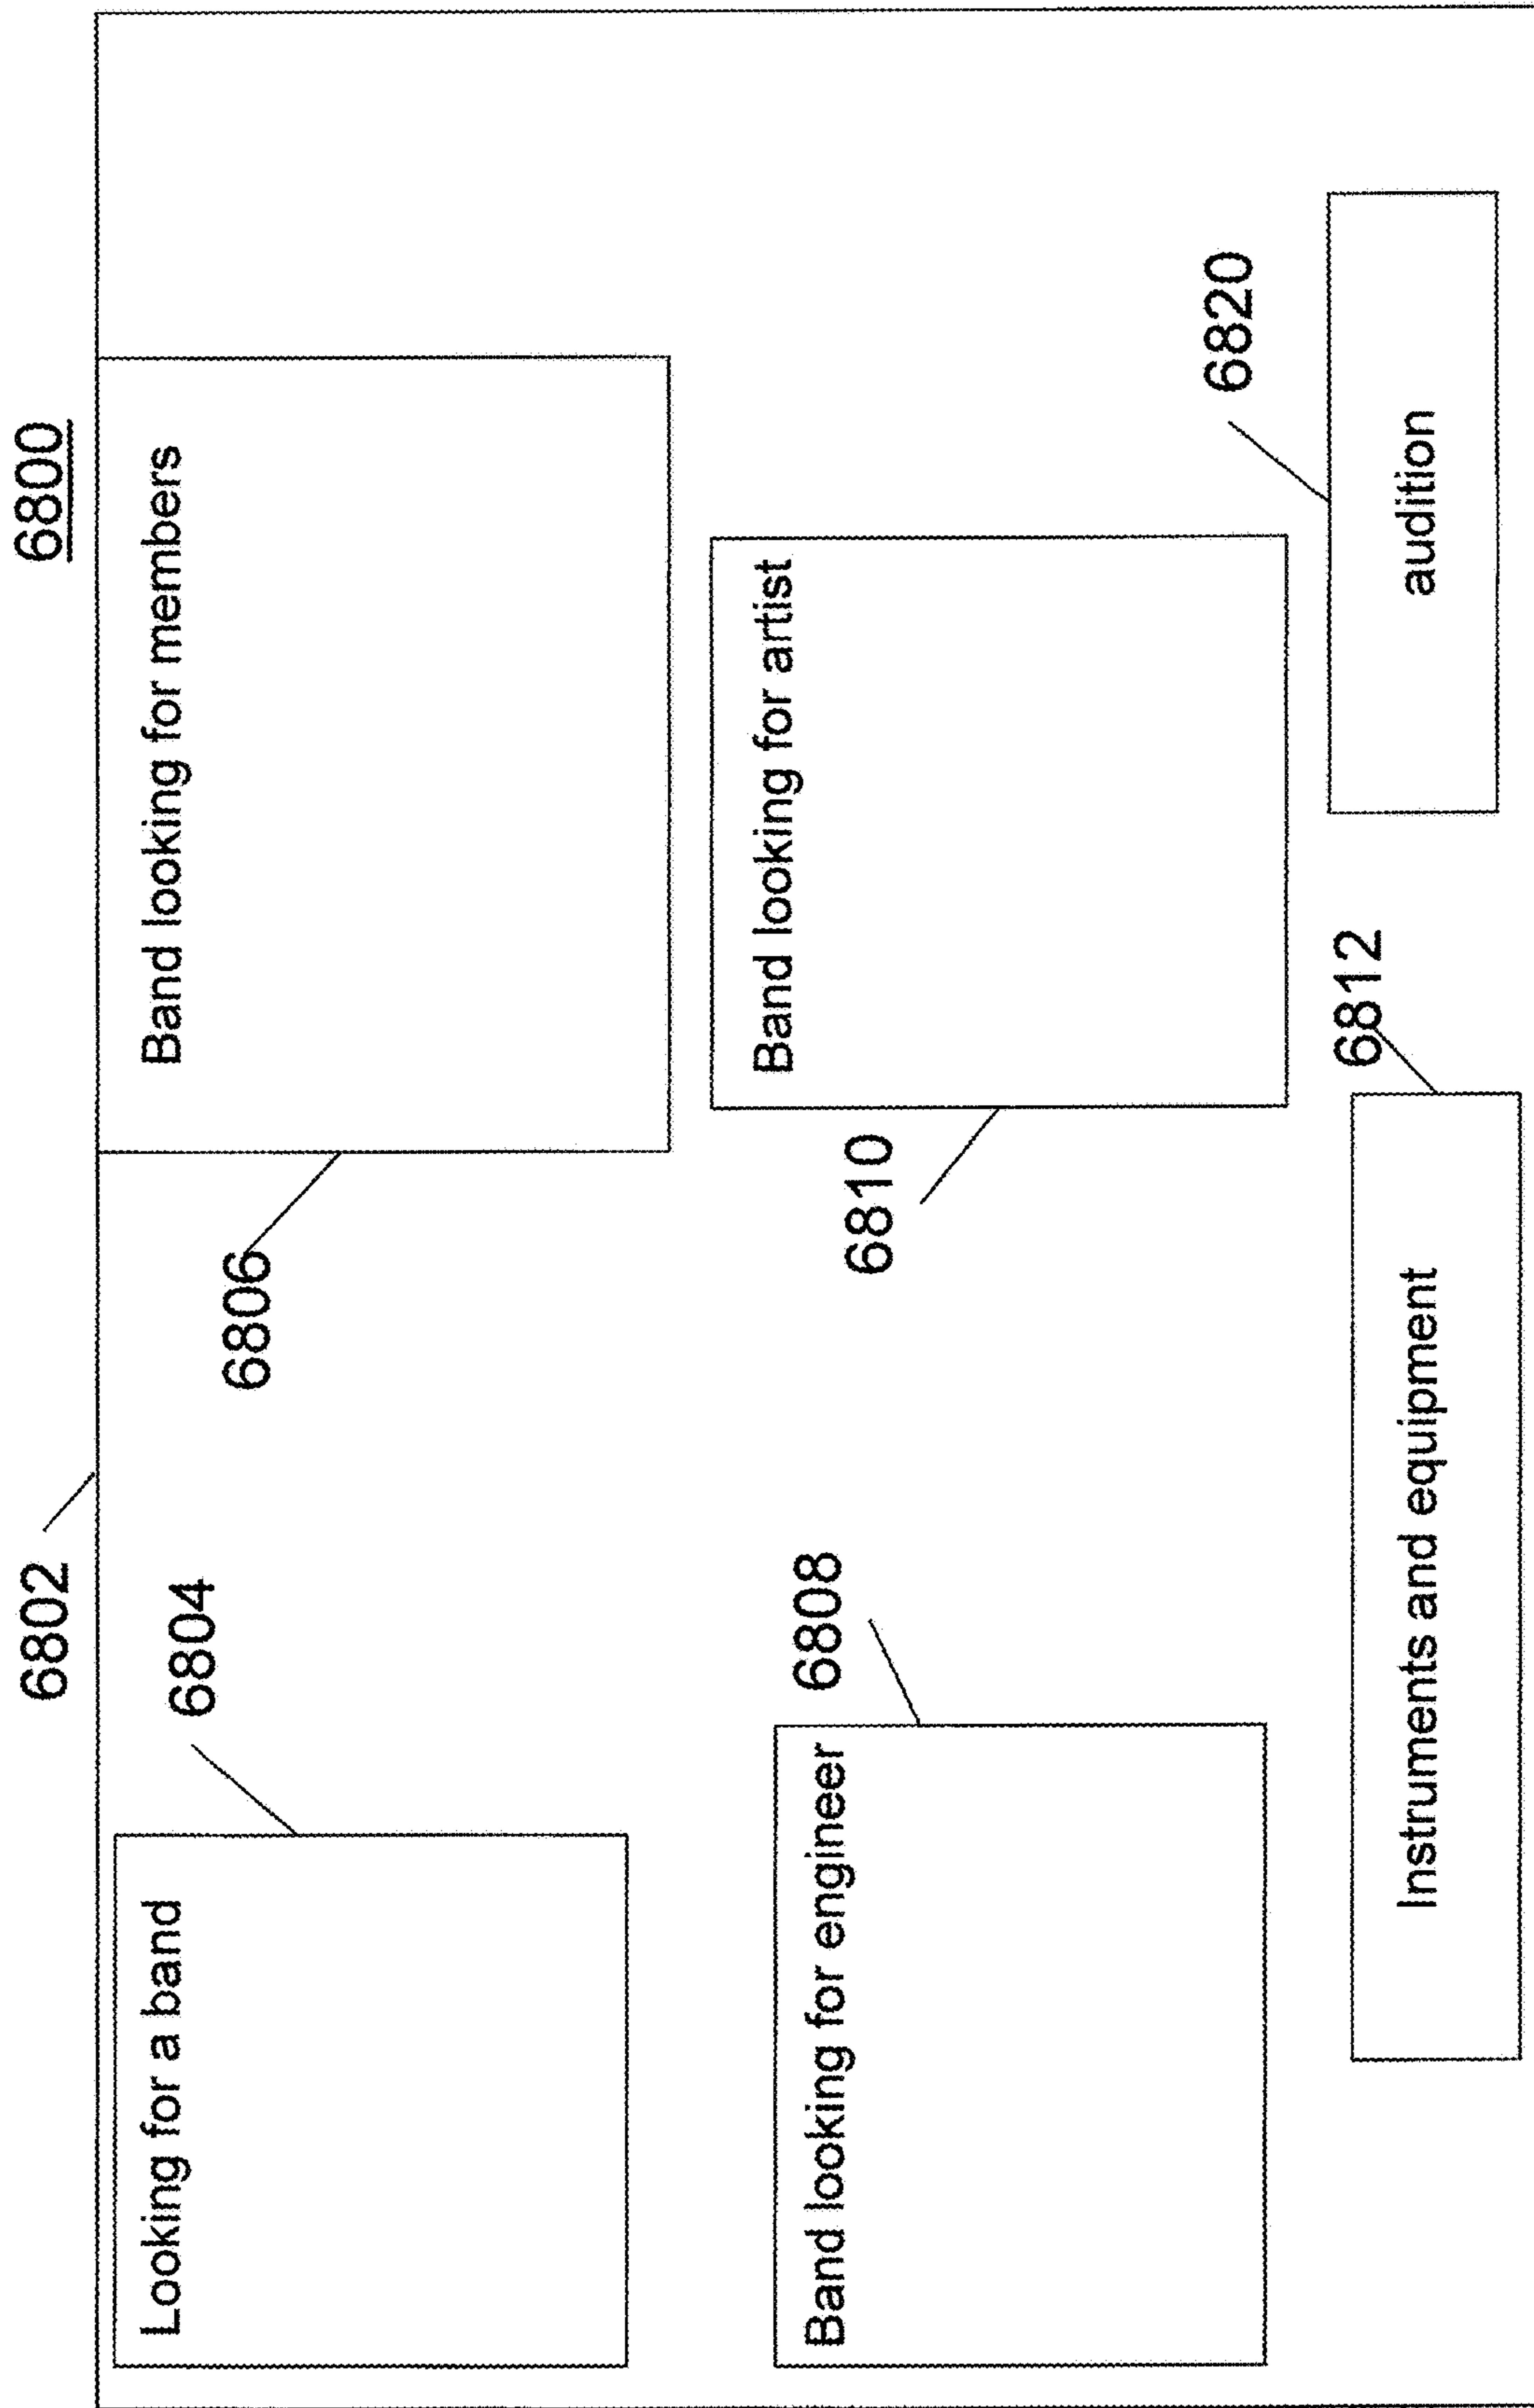 6800
6802
6804
Looking for a band
6806
Band looking for members
6808
Band looking for engineer
6810
Band looking for artist
6812
Instruments and equipment
6820
audition